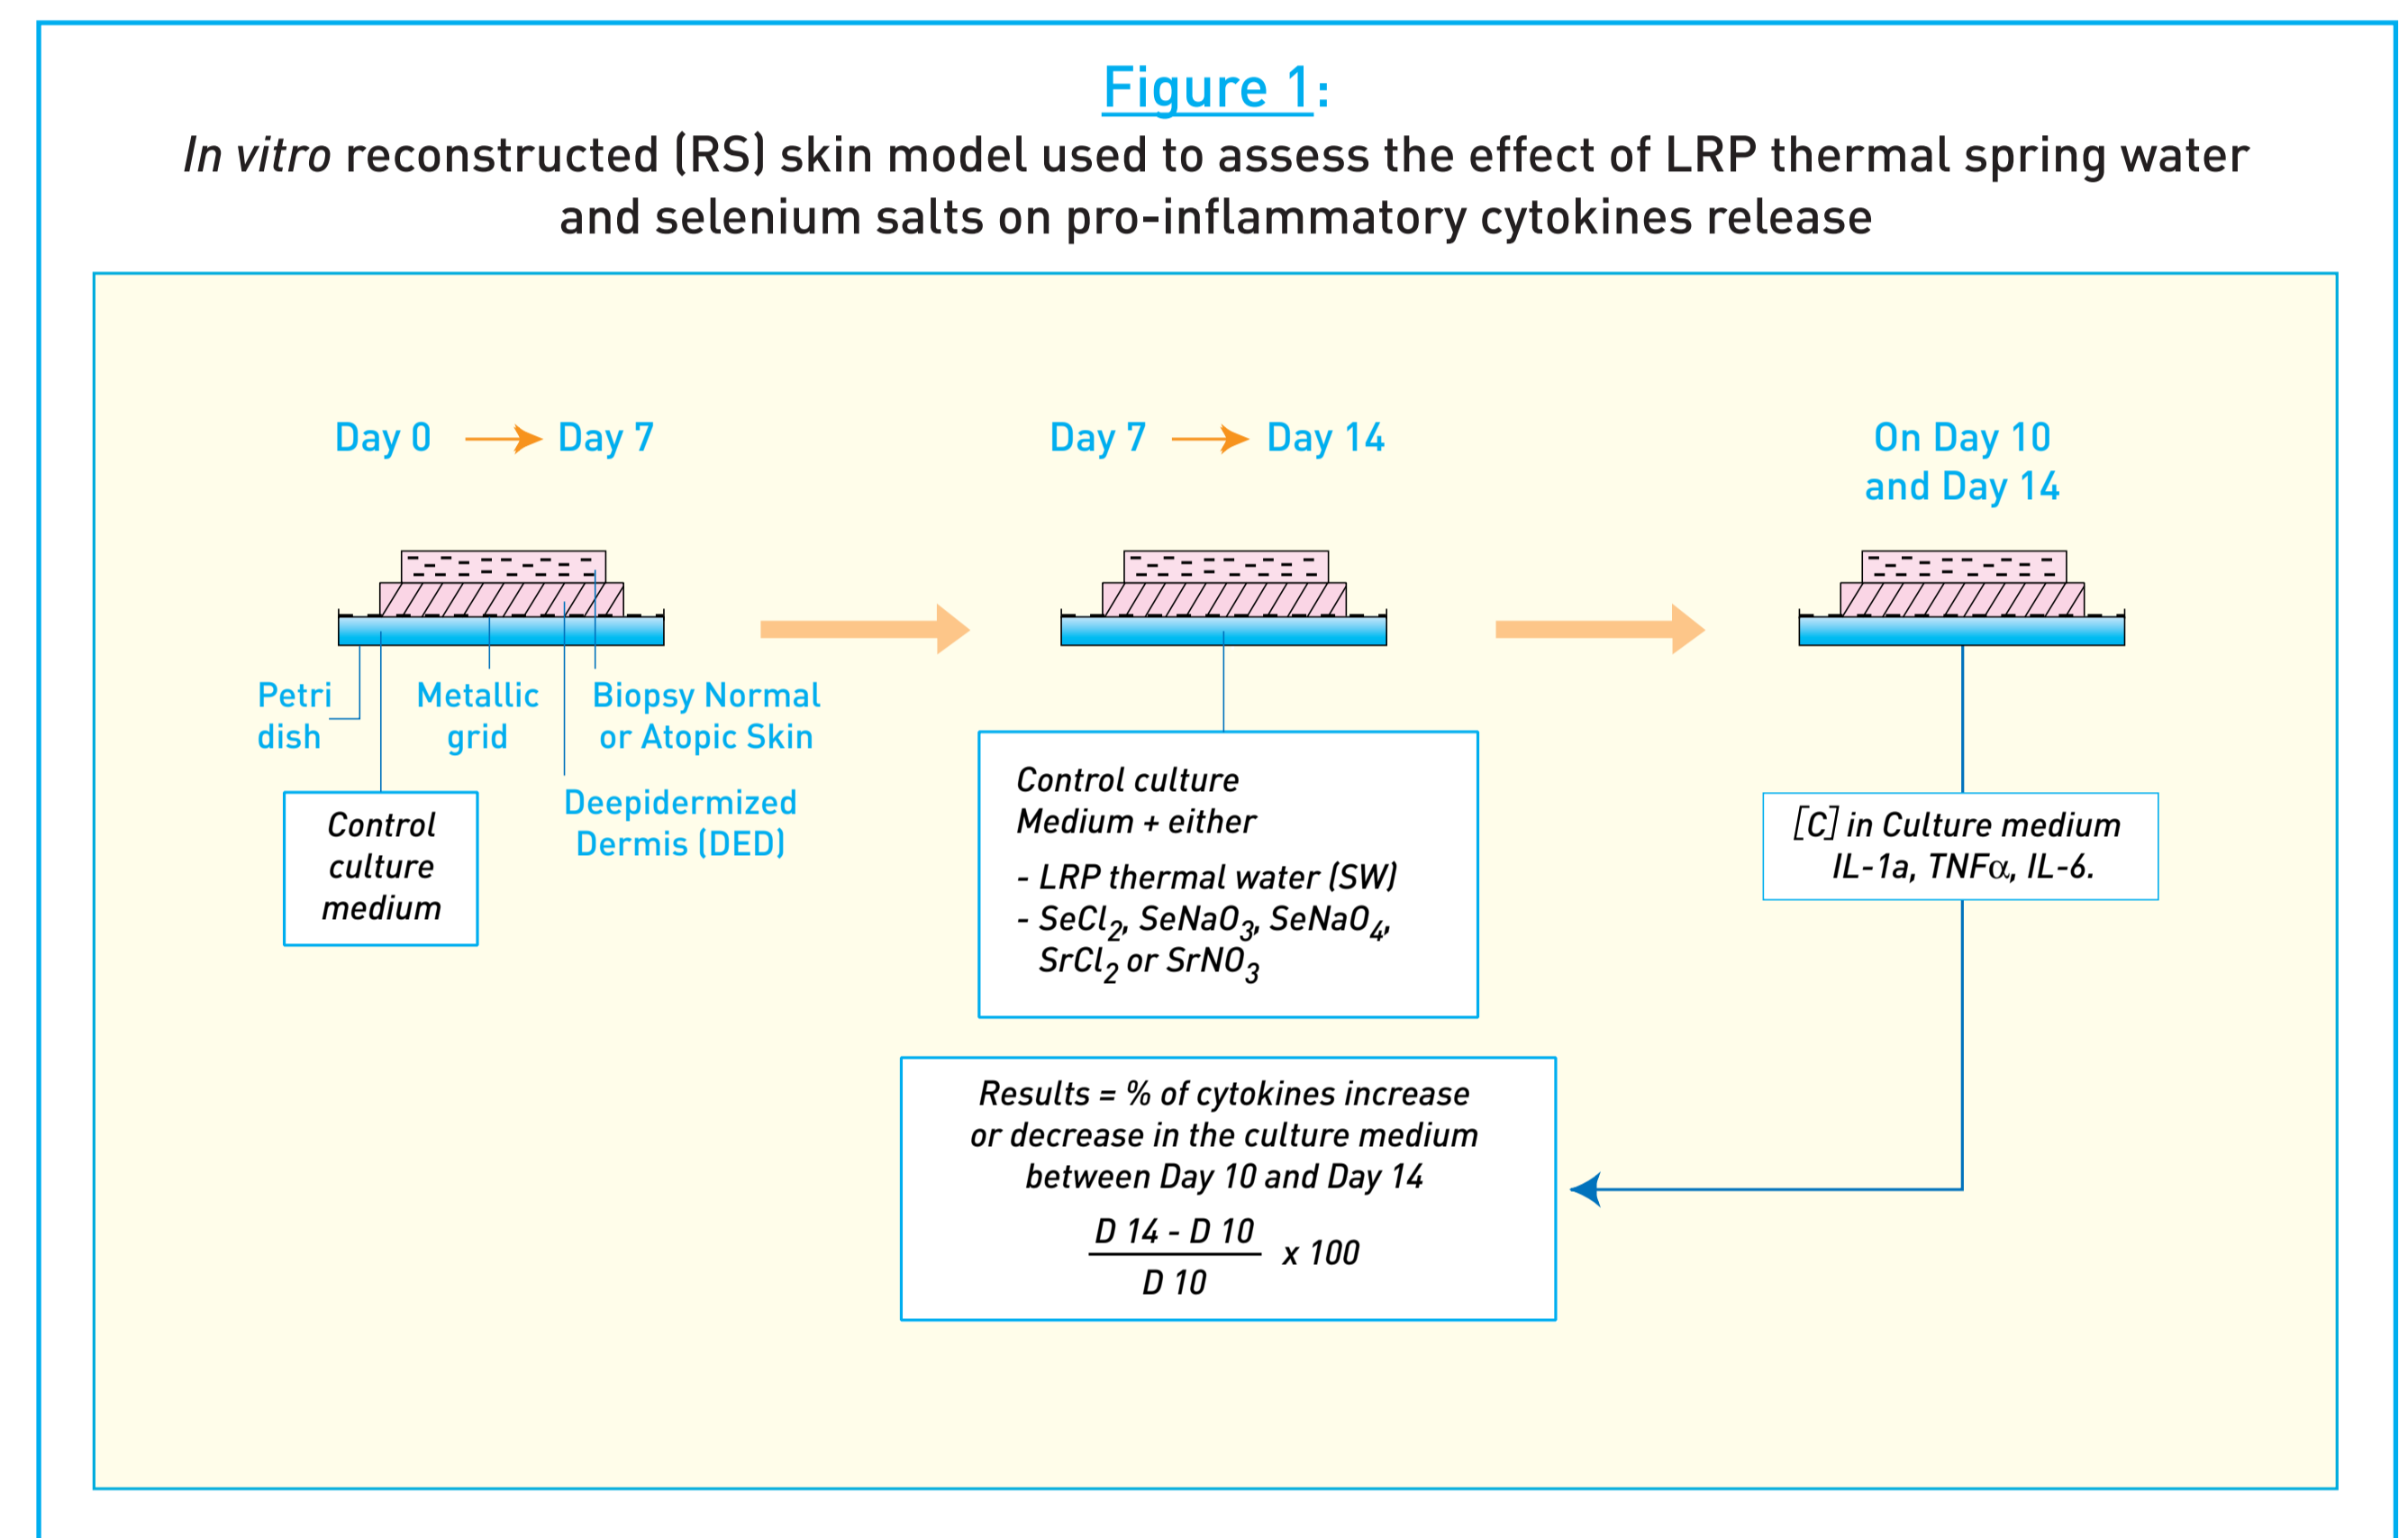 Figure 1:
In vitro reconstructed (RS) skin model used to assess the effect of LRP thermal spring water
and selenium salts on pro-inflammatory cytokines release
Day 0
Day 7
Petri
dish
Metallic
grid
Biopsy Normal
or Atopic Skin
Deepidermized
Dermis (DED)
Control
culture
medium
Day 7
Day 14
Control culture
Medium + either
- LRP thermal water (SW)
- SeCl2, SeNaO3, SeNaO4,
SrCl2 or SrNO3
On Day 10
and Day 14
[C] in Culture medium
IL-1a, TNFα, IL-6.
Results = % of cytokines increase
or decrease in the culture medium
between Day 10 and Day 14
D 14 - D 10
x 100
D 10